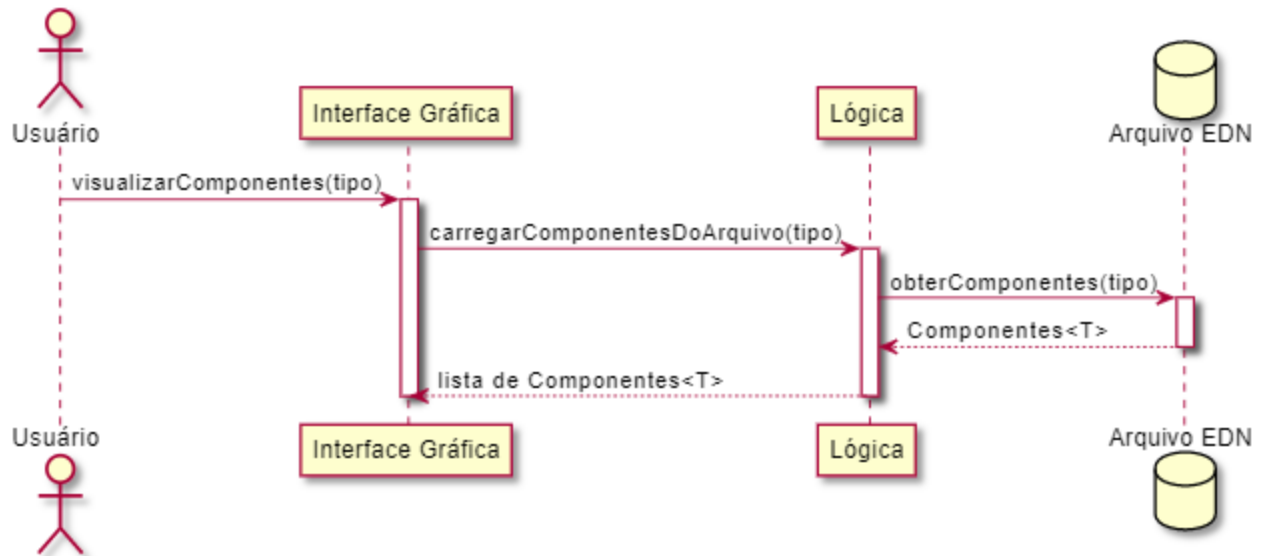 Usuário
Interface Gráfica
Lógica
Arquivo EDN
visualizarComponentes(tipo)
carregarComponentesDoArquivo(tipo)
obterComponentes(tipo)
Componentes<T>
lista de Componentes<T>
Usuário
Interface Gráfica
Lógica
Arquivo EDN